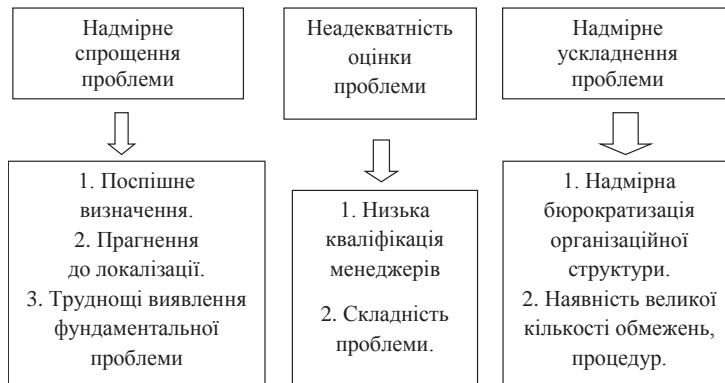 Надмірне
спрощення
проблеми
Неадекватність
оцінки
проблеми
Надмірне
ускладнення
проблеми
1. Поспішне
визначення.
2. Прагнення
до локалізації.
3. Труднощі виявлення
фундаментальної
проблеми
1. Низька
кваліфікація
менеджерів
2. Складність
проблеми.
1. Надмірна
бюрократизація
організаційної
структури.
2. Наявність великої
кількості обмежень,
процедур.